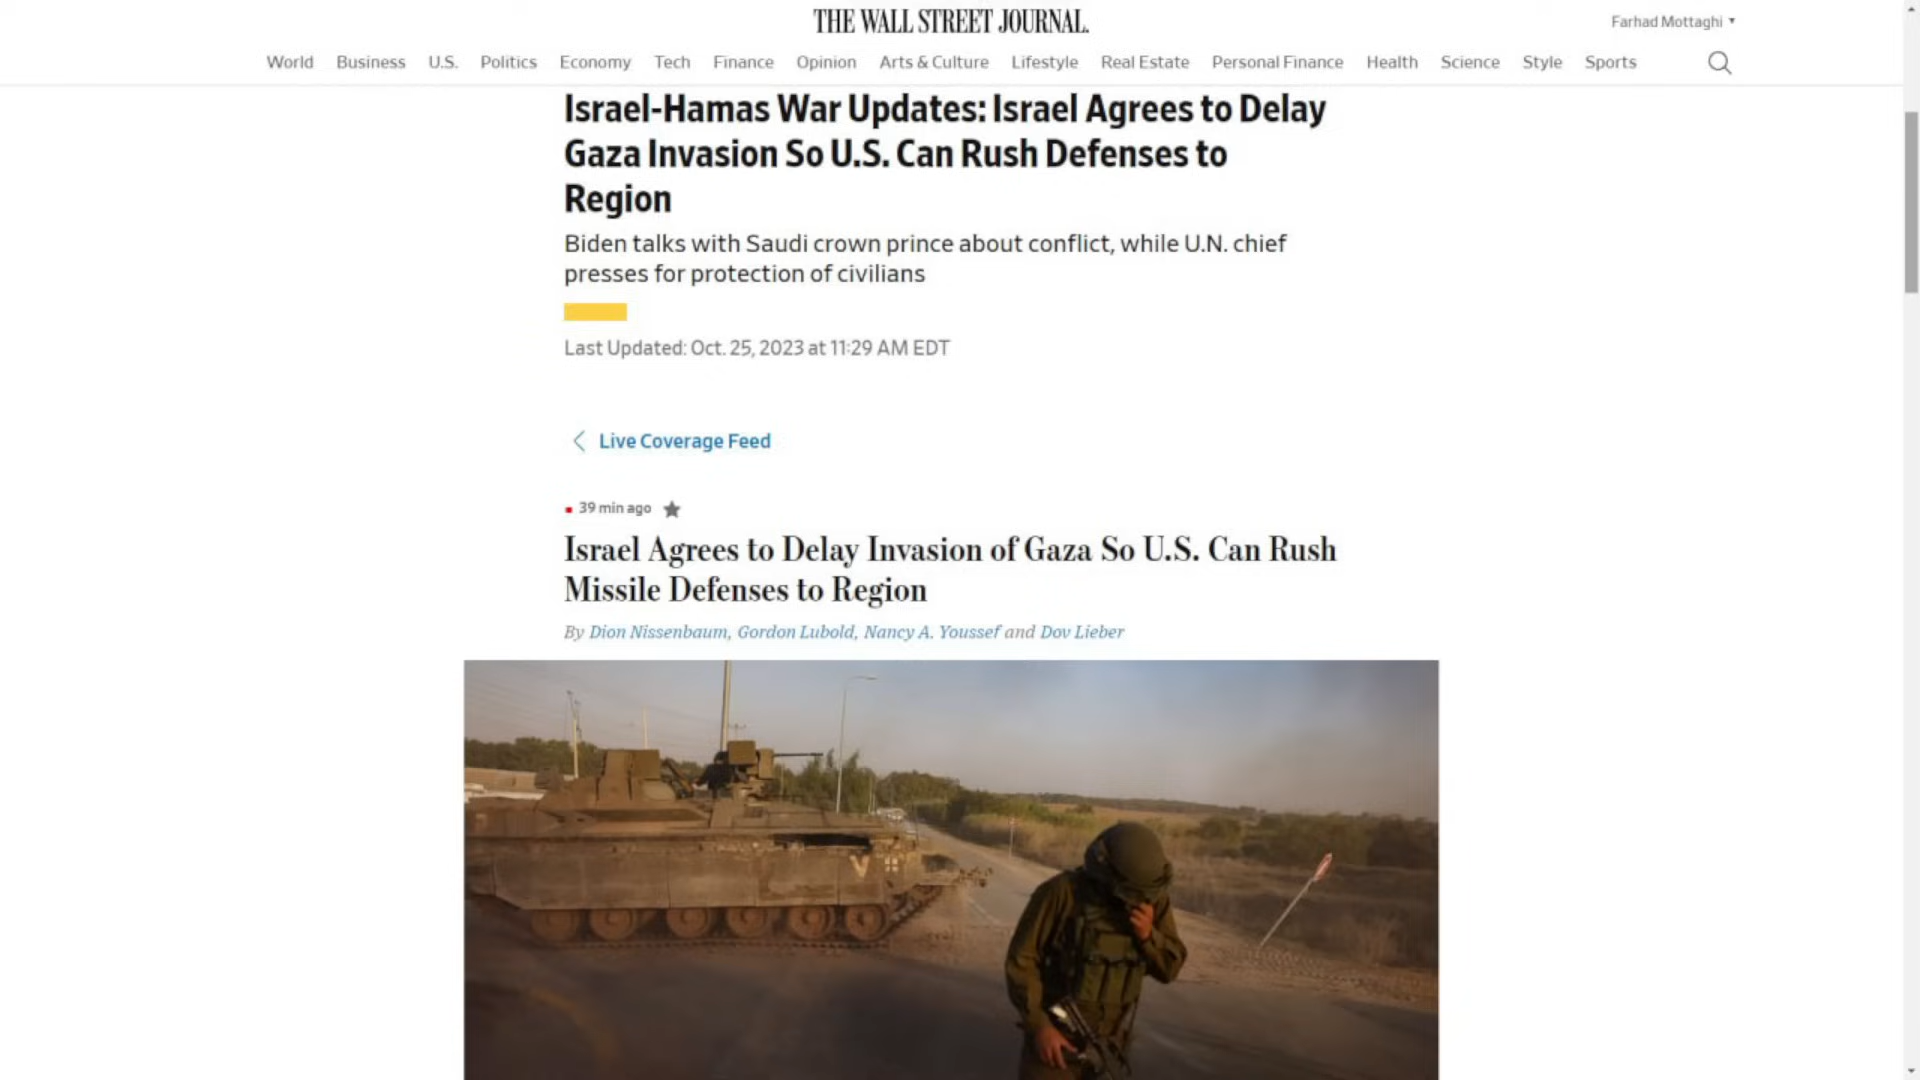 THE WALL STREET JOURNAL.
Farhad Mottaghi
World Business U.S. Politics Economy Tech Finance Opinion Arts & Culture Lifestyle Real Estate Personal Finance Health Science Style Sports
Israel-Hamas War Updates: Israel Agrees to Delay
Gaza Invasion So U.S. Can Rush Defenses to
Region
Biden talks with Saudi crown prince about conflict, while U.N. chief
presses for protection of civilians
Last Updated: Oct. 25, 2023 at 11:29 AM EDT
Live Coverage Feed
39 min ago
Israel Agrees to Delay Invasion of Gaza So U.S. Can Rush
Missile Defenses to Region
By Dion Nissenbaum, Gordon Lubold, Nancy A. Youssef and Dov Lieber